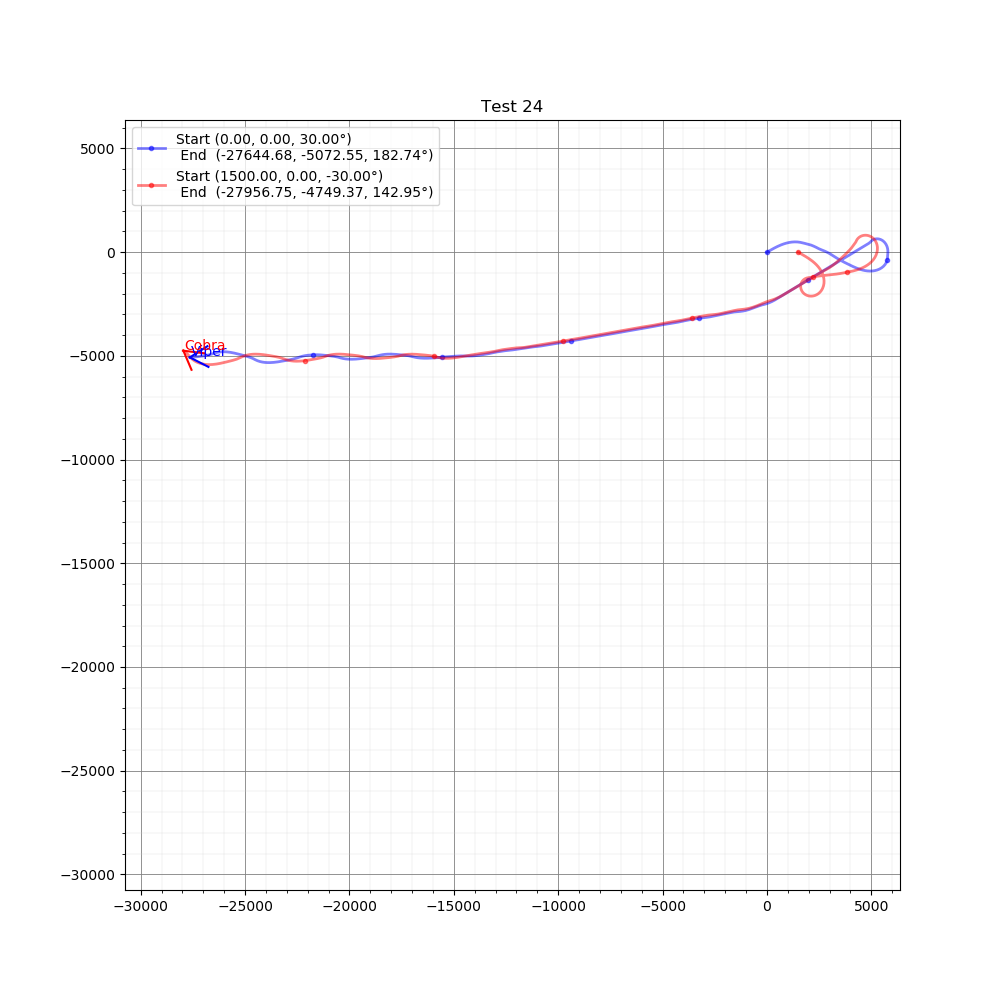 Test 24
Start (0.00, 0.00, 30.00°)
End (-27644.68, -5072.55, 182.74°)
Start (1500.00, 0.00, -30.00°)
End (-27956.75, -4749.37, 142.95°)
5000
0
−5000
−10000
−15000
−20000
−25000
−30000
Cobra
Viper
−30000 −25000 −20000 −15000 −10000 −5000 0 5000